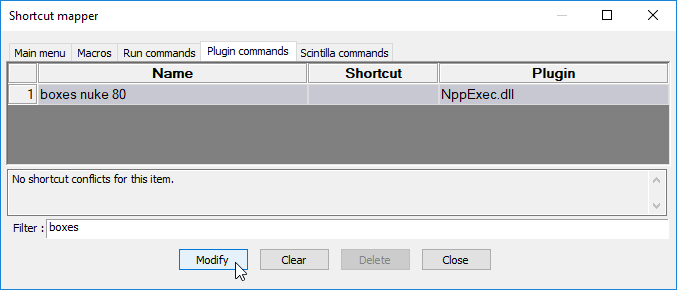 Shortcut mapper
Main menu Macros Run commands Plugin commands Scintilla commands
Name Shortcut Plugin
1 boxes nuke 80 NppExec.dll
No shortcut conflicts for this item.
Filter : boxes
Modify Clear Delete Close